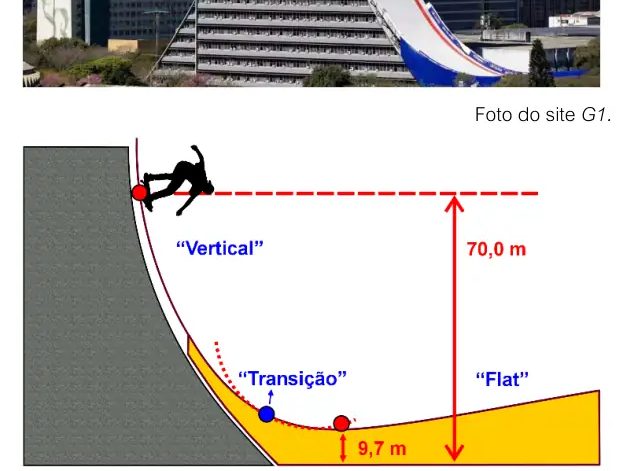 Foto do site G1.
“Vertical”
70,0 m
“Transição”
“Flat”
9,7 m